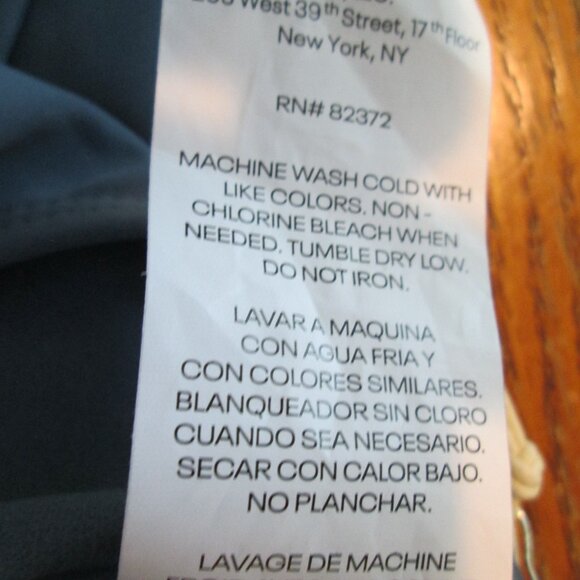 West 39th Street, 17th Floor
New York, NY
RN# 82372
MACHINE WASH COLD WITH
LIKE COLORS. NON -
CHLORINE BLEACH WHEN
NEEDED. TUMBLE DRY LOW.
DO NOT IRON.
LAVAR A MAQUINA
CON AGUA FRIA Y
CON COLORES SIMILARES.
BLANQUEADOR SIN CLORO
CUANDO SEA NECESARIO.
SECAR CON CALOR BAJO.
NO PLANCHAR.
LAVAGE DE MACHINE